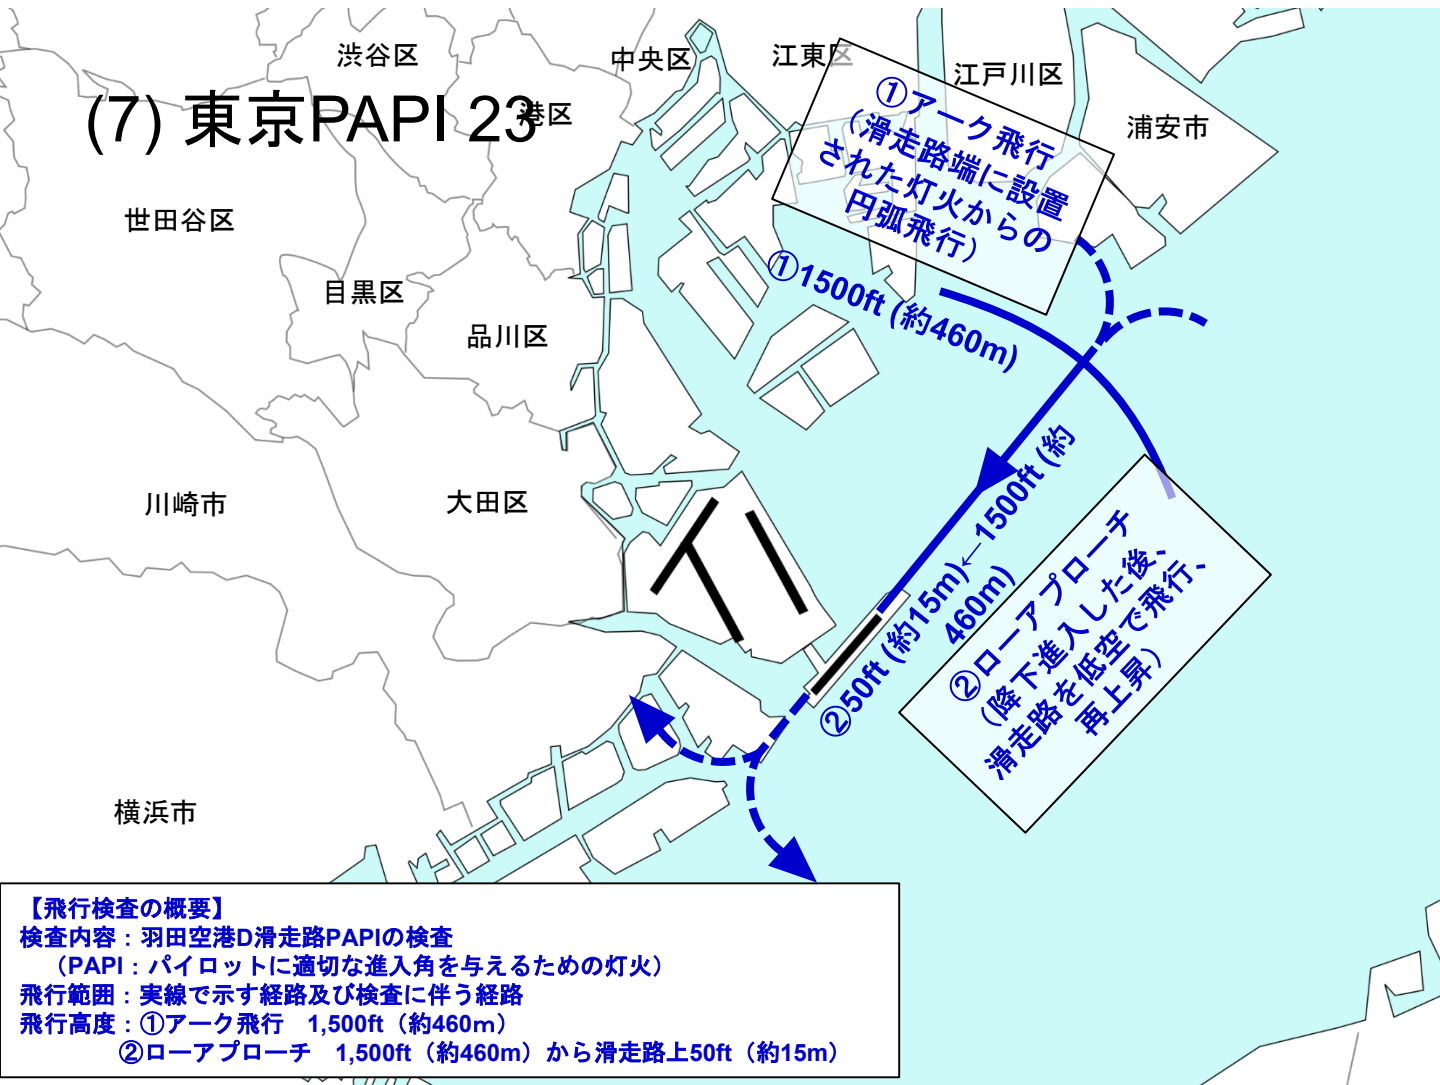 (7) 東京PAPI 23
渋谷区
中央区
江東区
江戸川区
港区
浦安市
世田谷区
目黒区
品川区
川崎市
大田区
横浜市
①アーク飛行
（滑走路端に設置
された灯火からの
円弧飛行）
①1500ft (約460m)
②50ft (約15m)←1500ft (約
460m)
②ローアプローチ
（降下進入した後、
滑走路を低空で飛行、
再上昇）
【飛行検査の概要】
検査内容：羽田空港D滑走路PAPIの検査
（PAPI：パイロットに適切な進入角を与えるための灯火）
飛行範囲：実線で示す経路及び検査に伴う経路
飛行高度：①アーク飛行　1,500ft（約460m）
②ローアプローチ　1,500ft（約460m）から滑走路上50ft（約15m）